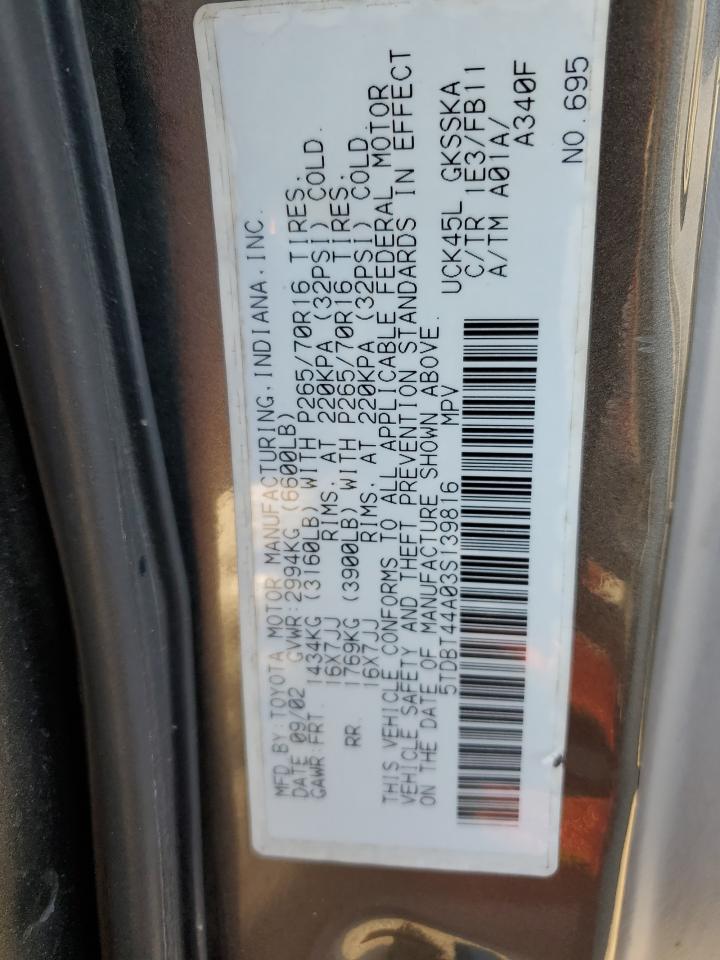 MFD BY: TOYOTA MOTOR MANUFACTURING, INDIANA, INC.
DATE 09/02 GVWR: 2994KG (6600LB)
GAWR: FRT. 1434KG (3160LB) WITH P265/70R16 TIRES.
16X7JJ RIMS. AT 220KPA (32PSI) COLD.
RR. 1769KG (3900LB) WITH P265/70R16 TIRES.
16X7JJ RIMS. AT 220KPA (32PSI) COLD.
THIS VEHICLE CONFORMS TO ALL APPLICABLE FEDERAL MOTOR
VEHICLE SAFETY AND THEFT PREVENTION STANDARDS IN EFFECT
ON THE DATE OF MANUFACTURE SHOWN ABOVE.
5TDBT44A03S139816 MPV
UCK45L GKSSKA
C/TR 1E3/FB11
A/TM A01A/
A340F
NO.695